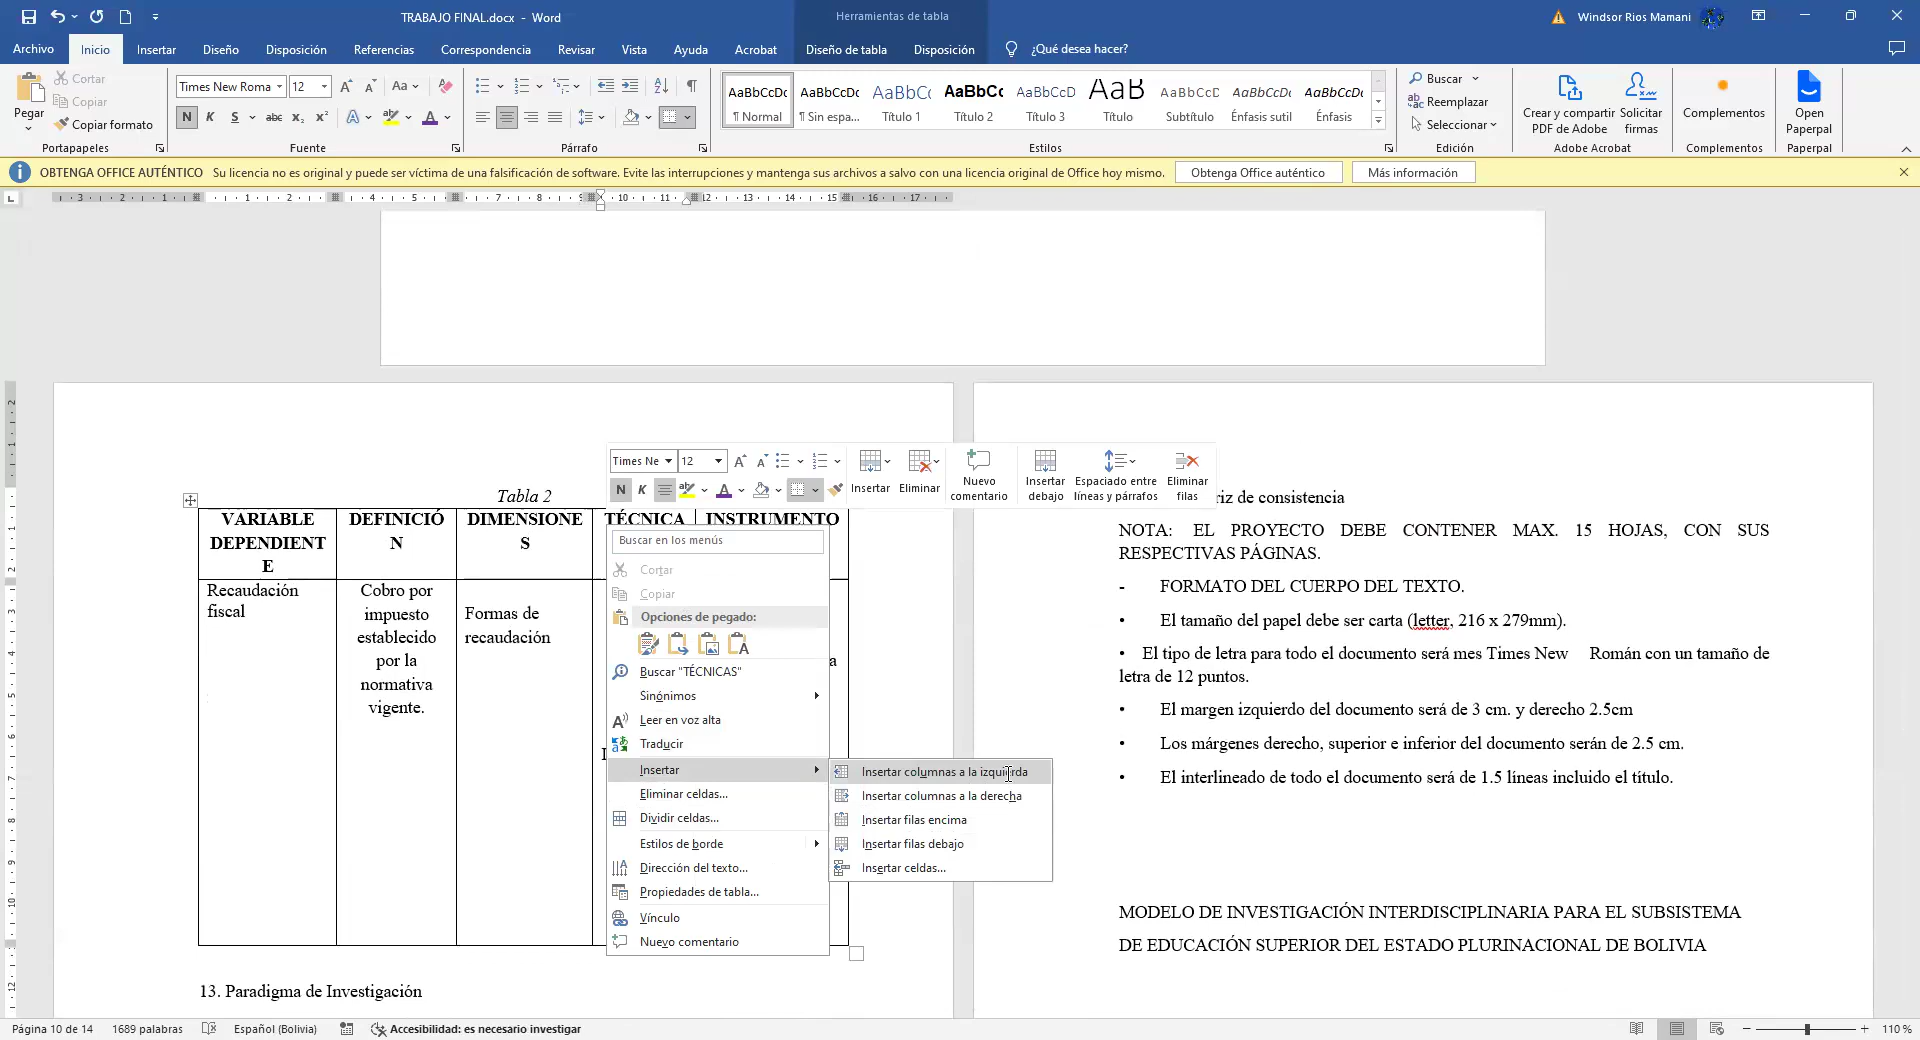 TRABAJO FINAL.docx - Word
Herramientas de tabla
Windsor Rios Mamani
Archivo Inicio Insertar Diseño Disposición Referencias Correspondencia Revisar Vista Ayuda Acrobat Diseño de tabla Disposición ¿Qué desea hacer?
Pegar
Cortar
Copiar
Copiar formato
Portapapeles
Times New Roma 12
Fuente
Párrafo
AaBbCcDc AaBbCcDc AaBbCc AaBbCc AaBbCcD AaB AaBbCcD AaBbCcDc AaBbCcDc
¶ Normal ¶ Sin espa... Título 1 Título 2 Título 3 Título Subtítulo Énfasis sutil Énfasis
Estilos
Buscar
Reemplazar
Seleccionar
Edición
Crear y compartir PDF de Adobe
Solicitar firmas
Adobe Acrobat
Complementos
Complementos
Open Paperpal
Paperpal
OBTENGA OFFICE AUTÉNTICO Su licencia no es original y puede ser víctima de una falsificación de software. Evite las interrupciones y mantenga sus archivos a salvo con una licencia original de Office hoy mismo. Obtenga Office auténtico Más información
Tabla 2
VARIABLE DEPENDIENT E
DEFINICIÓ N
DIMENSIONE S
TÉCNICA
INSTRUMENTO
Recaudación fiscal
Cobro por impuesto establecido por la normativa vigente.
Formas de recaudación
13. Paradigma de Investigación
Times Ne 12
N K
Insertar
Eliminar
Nuevo comentario
Insertar debajo
Espaciado entre líneas y párrafos
Eliminar filas
Buscar en los menús
Cortar
Copiar
Opciones de pegado:
Buscar "TÉCNICAS"
Sinónimos
Leer en voz alta
Traducir
Insertar
Eliminar celdas...
Dividir celdas...
Estilos de borde
Dirección del texto...
Propiedades de tabla...
Vínculo
Nuevo comentario
Insertar columnas a la izquierda
Insertar columnas a la derecha
Insertar filas encima
Insertar filas debajo
Insertar celdas...
riz de consistencia
NOTA: EL PROYECTO DEBE CONTENER MAX. 15 HOJAS, CON SUS
RESPECTIVAS PÁGINAS.
- FORMATO DEL CUERPO DEL TEXTO.
• El tamaño del papel debe ser carta (letter, 216 x 279mm).
• El tipo de letra para todo el documento será mes Times New Román con un tamaño de
letra de 12 puntos.
• El margen izquierdo del documento será de 3 cm. y derecho 2.5cm
• Los márgenes derecho, superior e inferior del documento serán de 2.5 cm.
• El interlineado de todo el documento será de 1.5 líneas incluido el título.
MODELO DE INVESTIGACIÓN INTERDISCIPLINARIA PARA EL SUBSISTEMA
DE EDUCACIÓN SUPERIOR DEL ESTADO PLURINACIONAL DE BOLIVIA
Página 10 de 14 1689 palabras Español (Bolivia) Accesibilidad: es necesario investigar 110 %